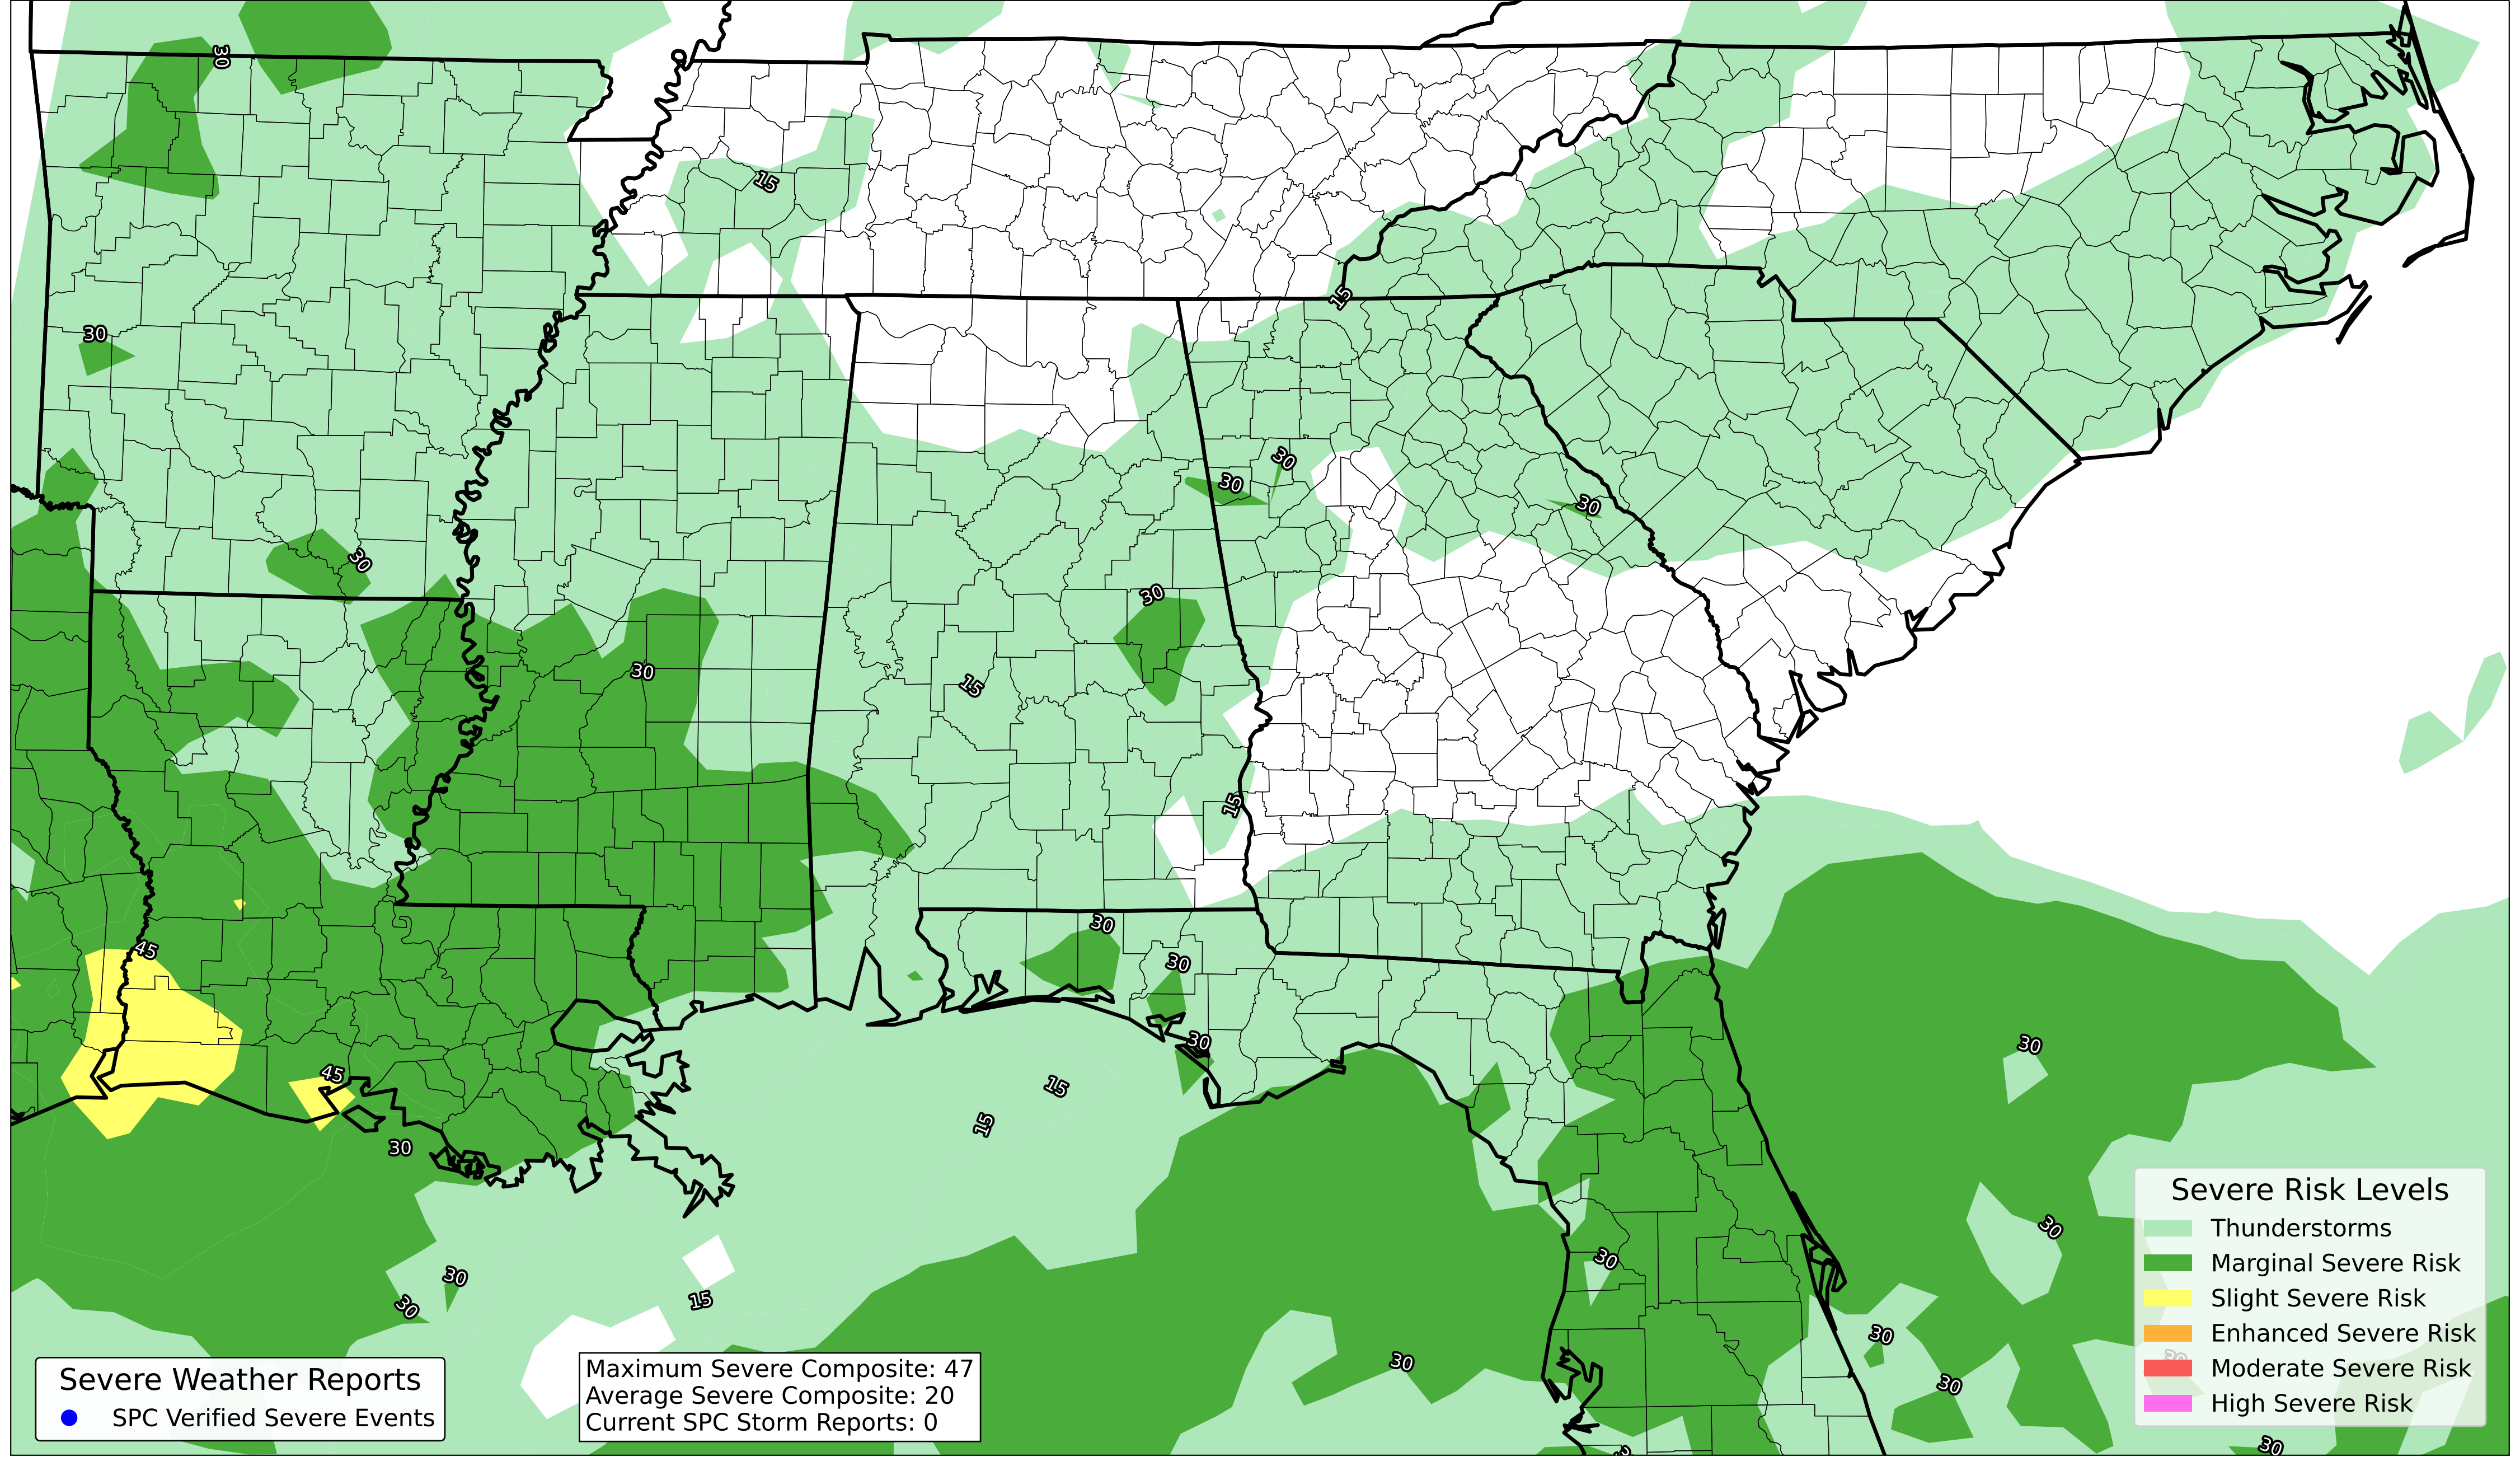 30
15
30
15
30
30
30
30
30
30
15
15
30
30
45
30
45
30
15
15
30
30
30
30
30
15
30
30
30
30
Severe Risk Levels
Thunderstorms
Marginal Severe Risk
Slight Severe Risk
Enhanced Severe Risk
Moderate Severe Risk
High Severe Risk
Severe Weather Reports
SPC Verified Severe Events
Maximum Severe Composite: 47
Average Severe Composite: 20
Current SPC Storm Reports: 0